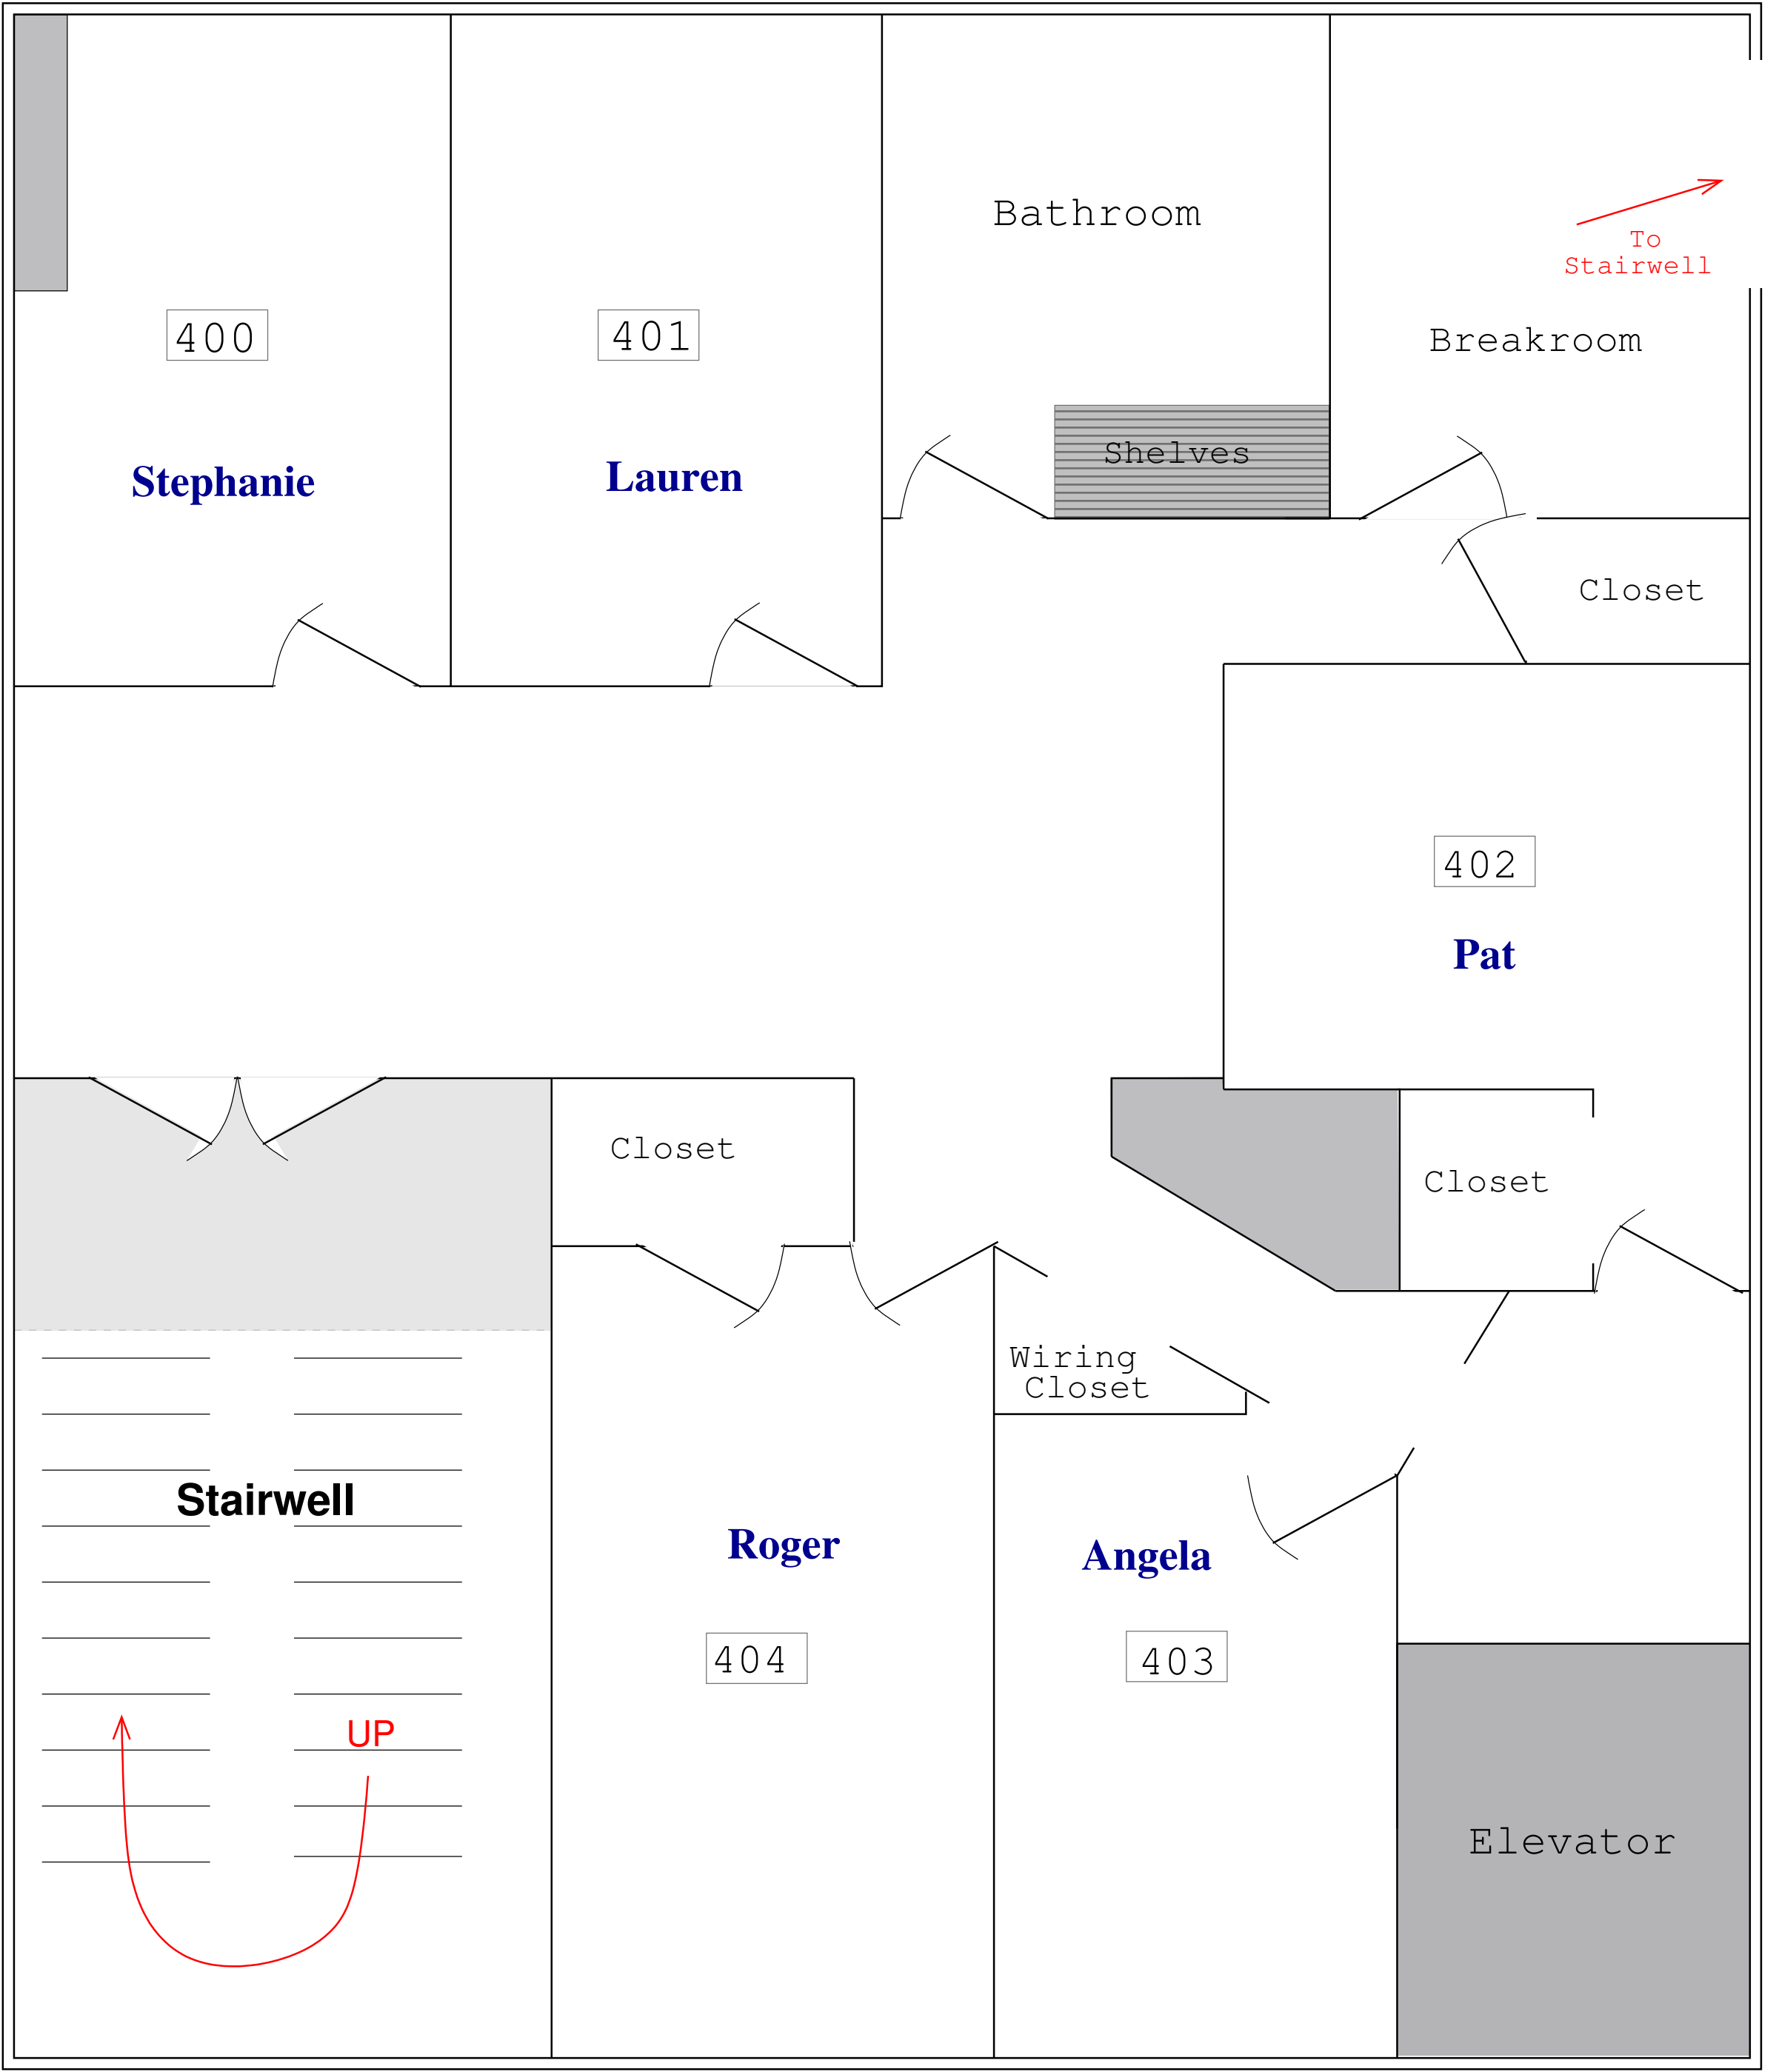 Bathroom
To
Stairwell
400
401
Breakroom
Shelves
Stephanie
Lauren
Closet
402
Pat
Closet
Closet
Wiring
Closet
Stairwell
Roger
Angela
404
403
UP
Elevator